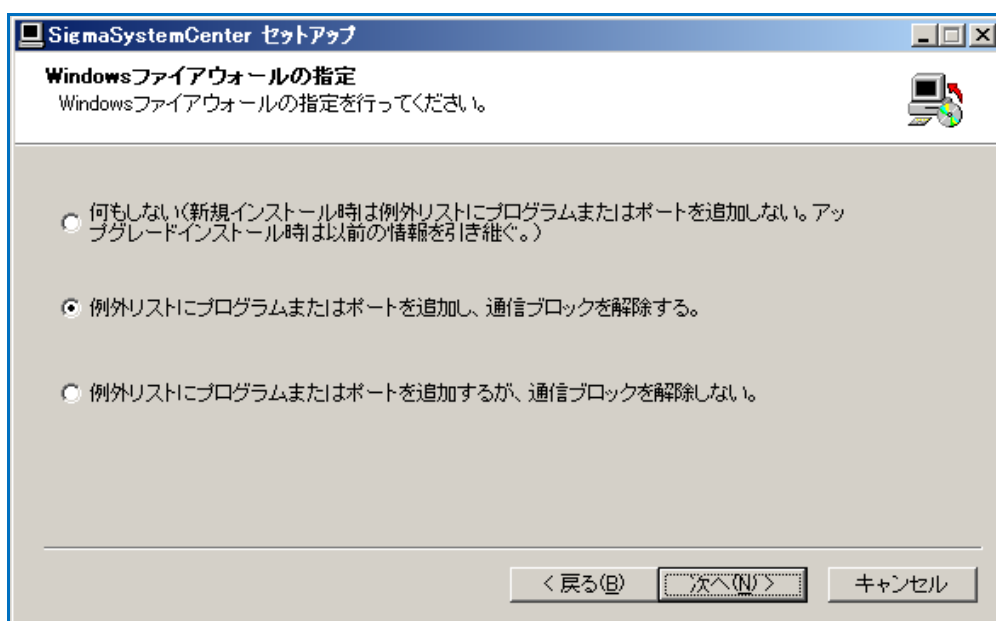 SigmaSystemCenter セットアップ
Windowsファイアウォールの指定
Windowsファイアウォールの指定を行ってください。
何もしない(新規インストール時は例外リストにプログラムまたはポートを追加しない。アッ
プグレードインストール時は以前の情報を引き継ぐ。)
例外リストにプログラムまたはポートを追加し、通信ブロックを解除する。
例外リストにプログラムまたはポートを追加するが、通信ブロックを解除しない。
< 戻る(B) 次へ(N) > キャンセル